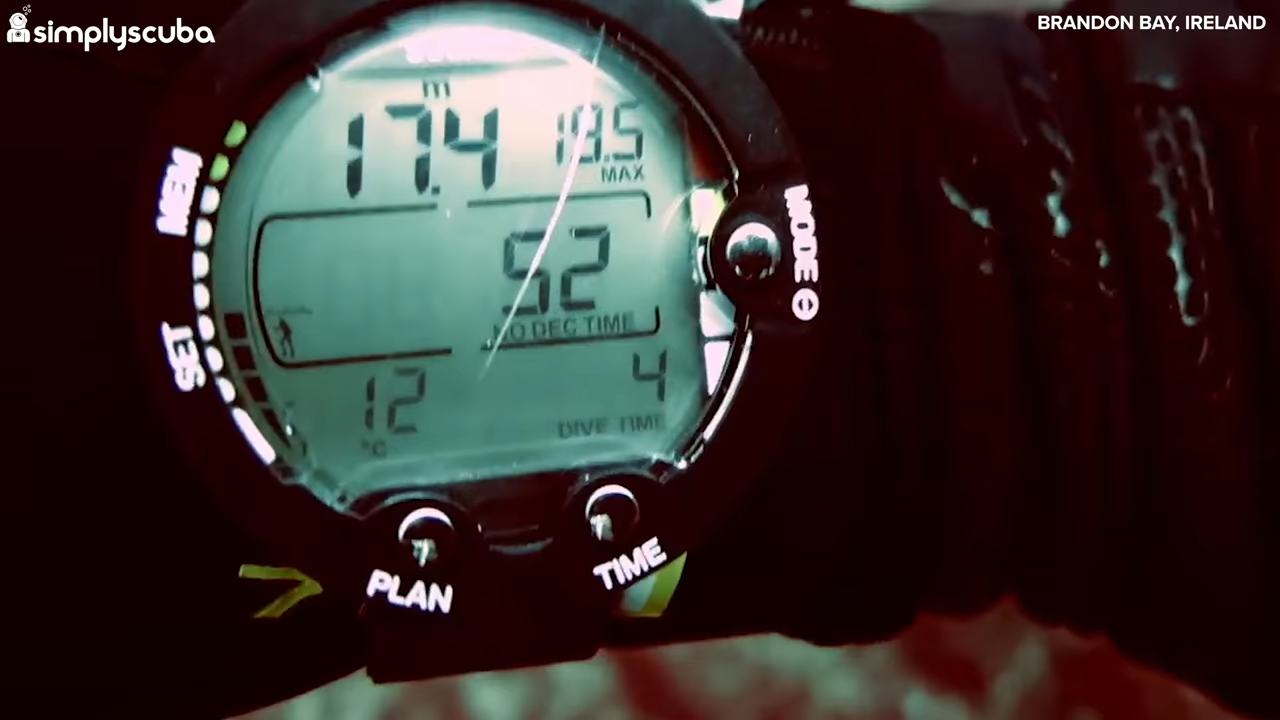 simplyscuba
BRANDON BAY, IRELAND
m
17.4
18.5
MAX
MEM
MODE
52
NO DEC TIME
SET
12
°C
4
DIVE TIME
PLAN
TIME